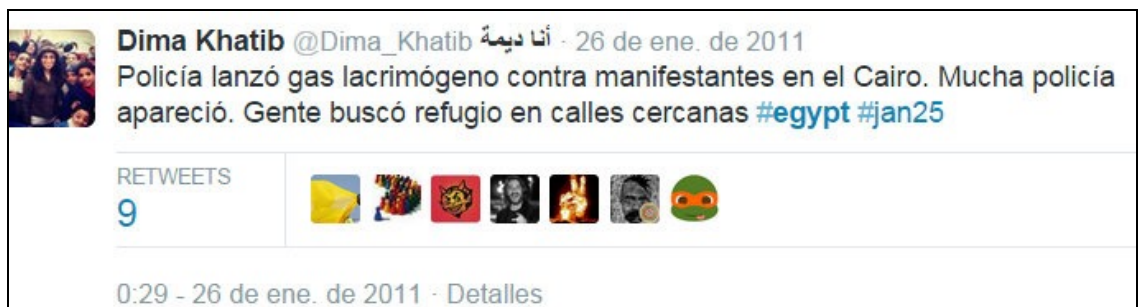 Dima Khatib @Dima_Khatib أنا ديمة · 26 de ene. de 2011
Policía lanzó gas lacrimógeno contra manifestantes en el Cairo. Mucha policía
apareció. Gente buscó refugio en calles cercanas #egypt #jan25
RETWEETS
9
0:29 - 26 de ene. de 2011 · Detalles